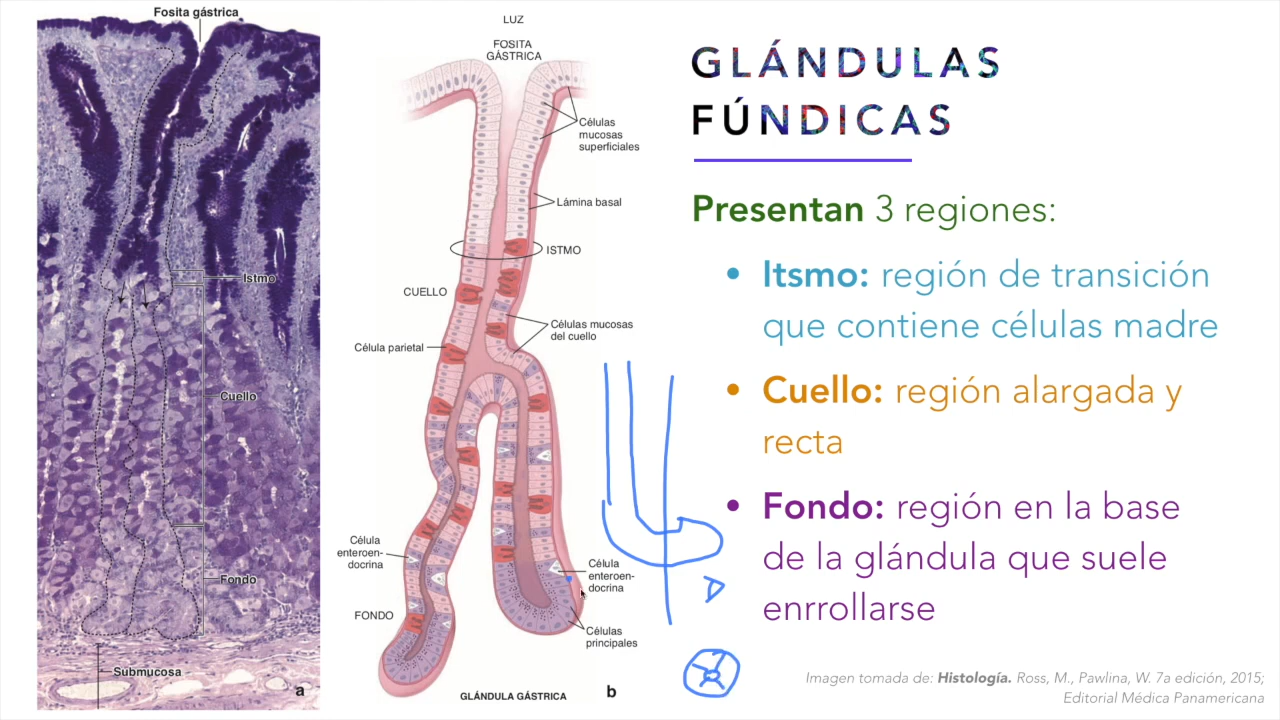 Fosita gástrica
Istmo
Cuello
Fondo
Submucosa
a
LUZ
FOSITA
GÁSTRICA
Células
mucosas
superficiales
Lámina basal
ISTMO
CUELLO
Células mucosas
del cuello
Célula parietal
Célula
enteroen-
docrina
Célula
enteroen-
docrina
FONDO
Células
principales
GLÁNDULA GÁSTRICA
b
GLÁNDULAS
FÚNDICAS
Presentan 3 regiones:
• Itsmo: región de transición
que contiene células madre
• Cuello: región alargada y
recta
• Fondo: región en la base
de la glándula que suele
enrrollarse
Imagen tomada de: Histología. Ross, M., Pawlina, W. 7a edición, 2015;
Editorial Médica Panamericana